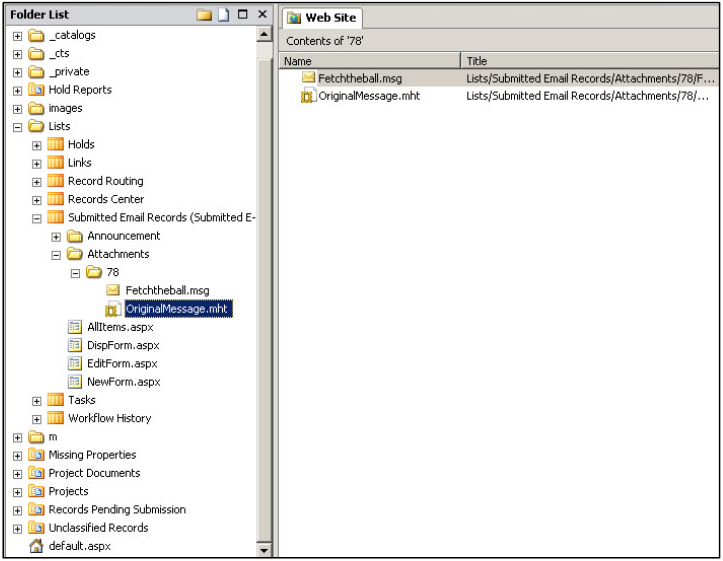 Folder List
_catalogs
_cts
_private
Hold Reports
images
Lists
Holds
Links
Record Routing
Records Center
Submitted Email Records (Submitted E-
Announcement
Attachments
78
Fetchtheball.msg
OriginalMessage.mht
AllItems.aspx
DispForm.aspx
EditForm.aspx
NewForm.aspx
Tasks
Workflow History
m
Missing Properties
Project Documents
Projects
Records Pending Submission
Unclassified Records
default.aspx
Web Site
Contents of '78'
Name Title
Fetchtheball.msg Lists/Submitted Email Records/Attachments/78/F...
OriginalMessage.mht Lists/Submitted Email Records/Attachments/78/...